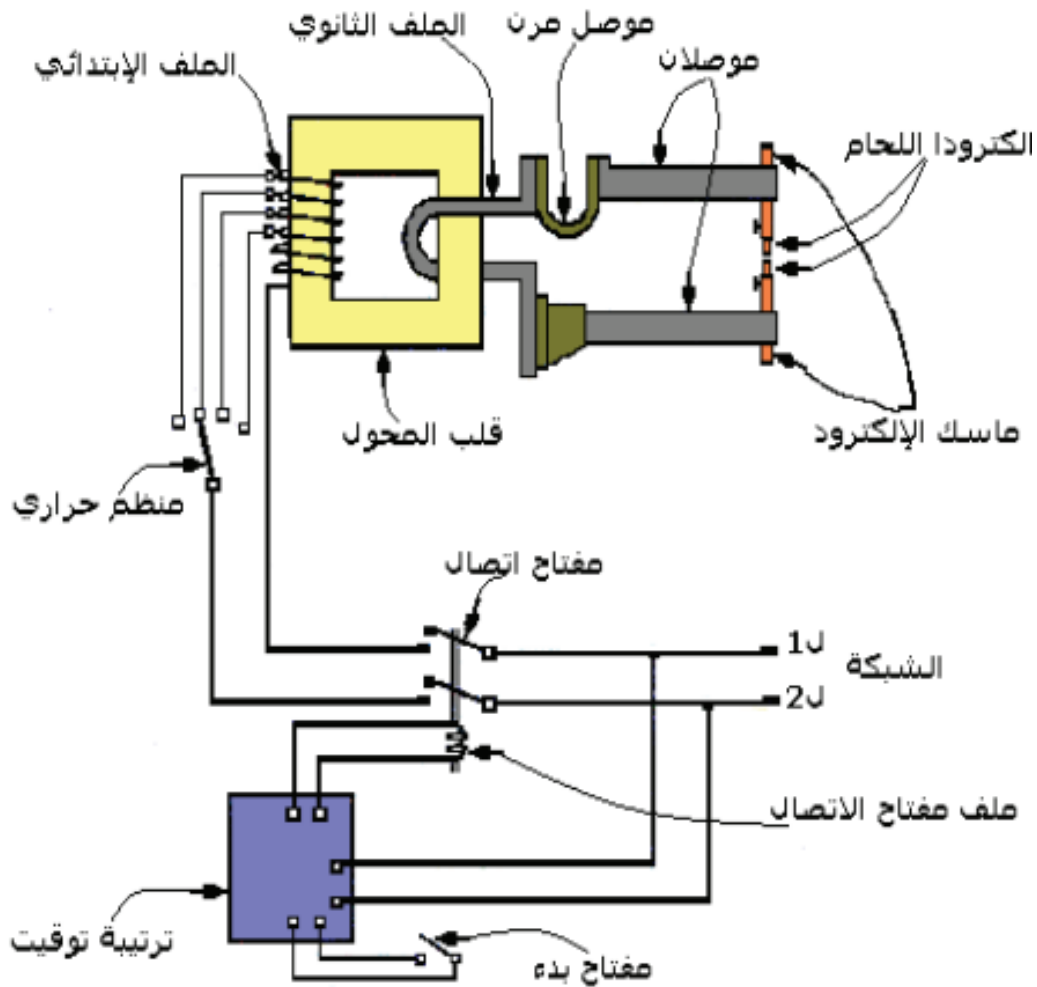 موصل مرن
الملف الثانوي
الملف الإبتدائي
موصلان
الكترودا اللحام
ماسك الإلكترود
قلب المحول
منظم حراري
مفتاح اتصال
ل1
الشبكة
ل2
ملف مفتاح الاتصال
ترتيبة توقيت
مفتاح بدء